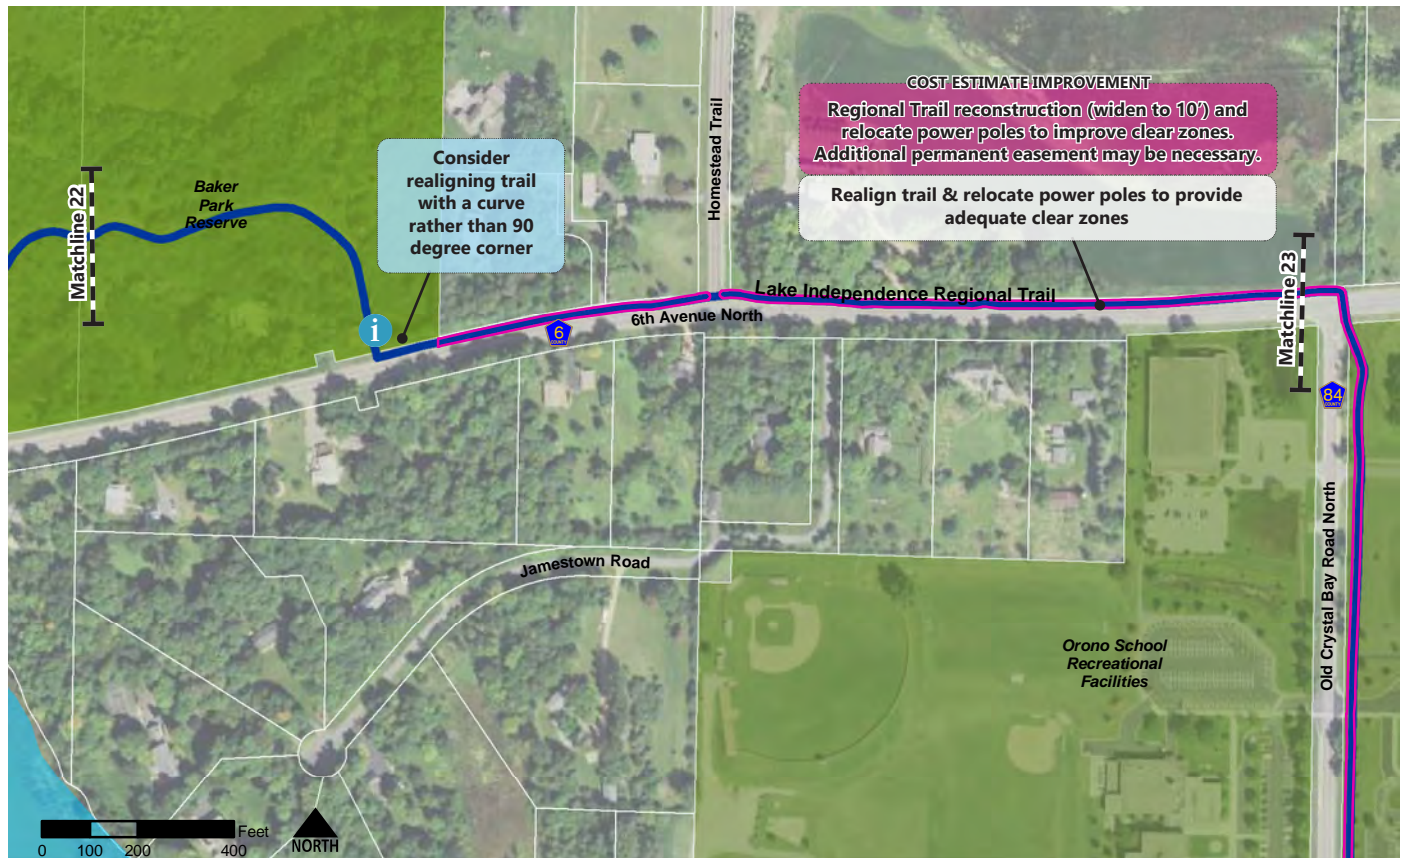 COST ESTIMATE IMPROVEMENT
Regional Trail reconstruction (widen to 10') and
relocate power poles to improve clear zones.
Additional permanent easement may be necessary.
Realign trail & relocate power poles to provide
adequate clear zones
Consider
realigning trail
with a curve
rather than 90
degree corner
Homestead Trail
Baker
Park
Reserve
Matchline 22
Matchline 23
Lake Independence Regional Trail
6th Avenue North
i
6
COUNTY
84
COUNTY
Jamestown Road
Old Crystal Bay Road North
Orono School
Recreational
Facilities
Feet
0 100 200 400
NORTH